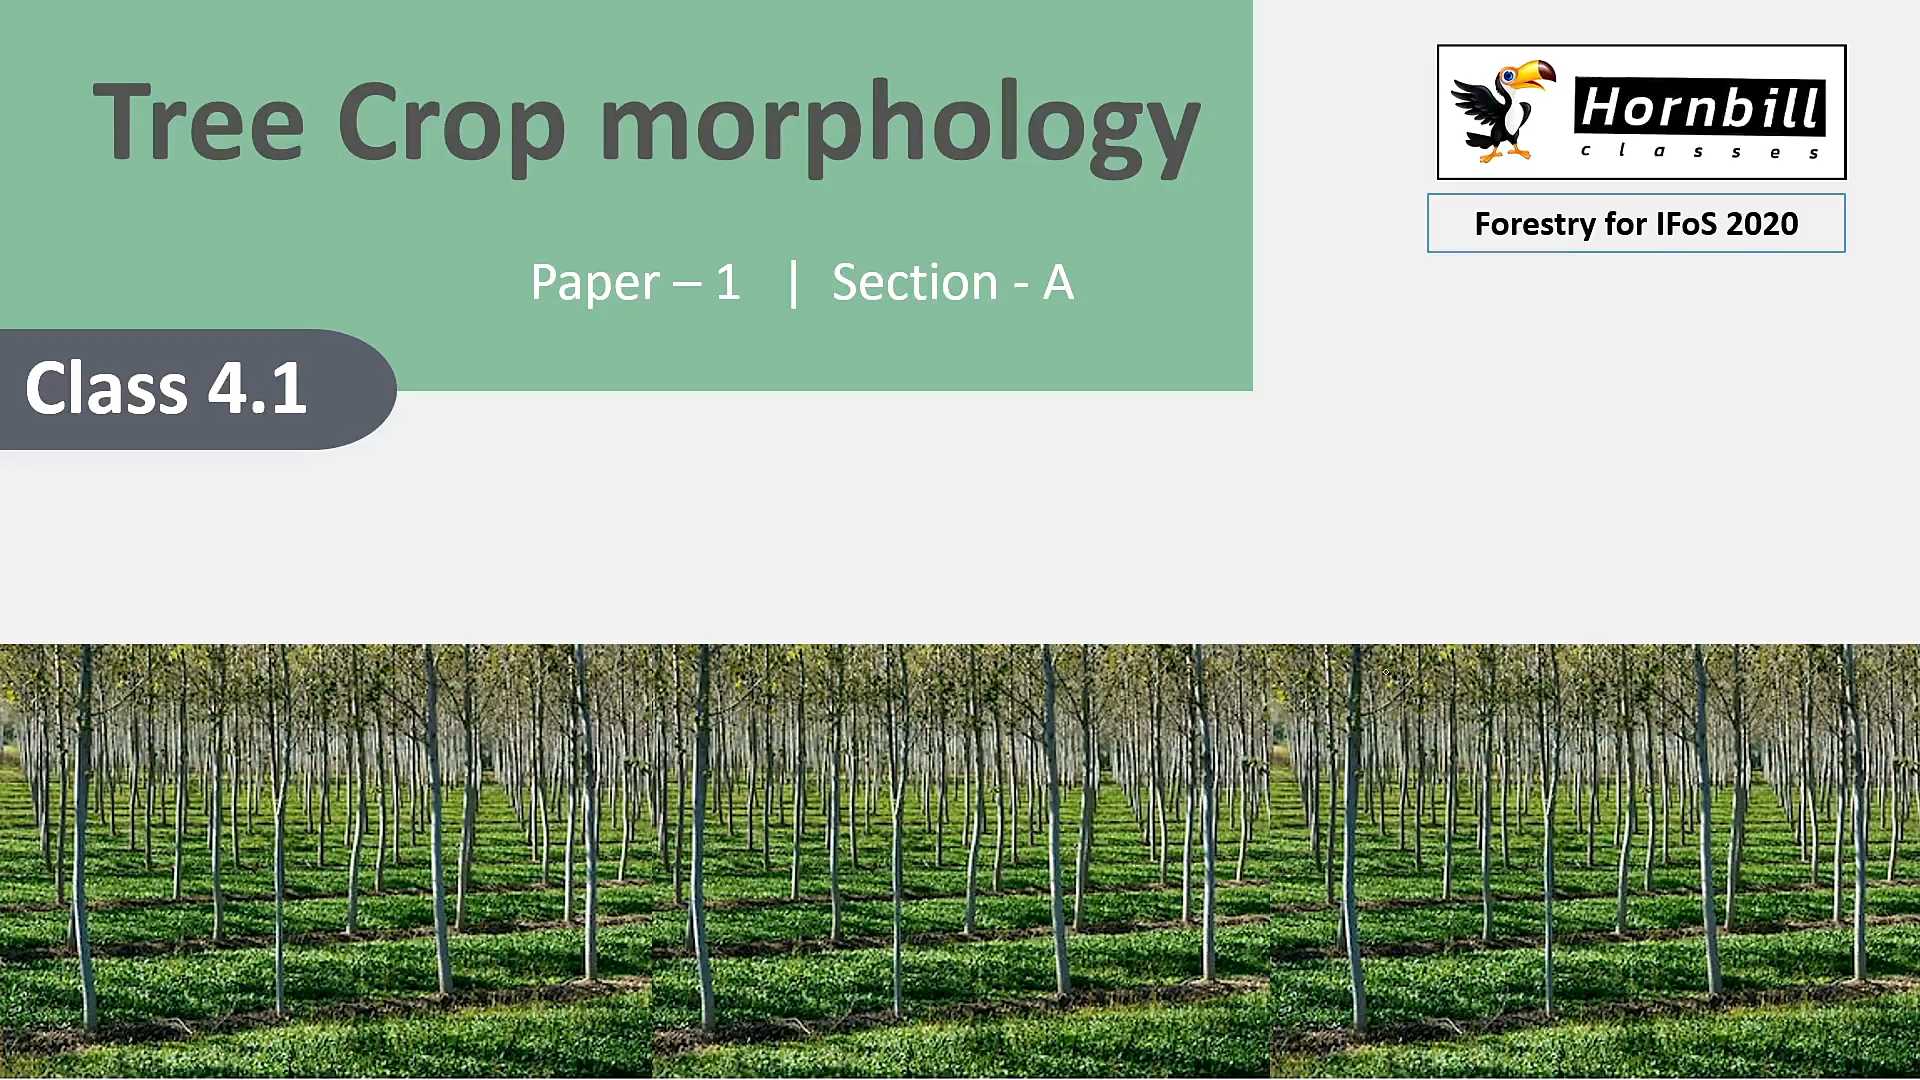 Tree Crop morphology
Paper – 1 | Section - A
Class 4.1
Hornbill
classes
Forestry for IFoS 2020